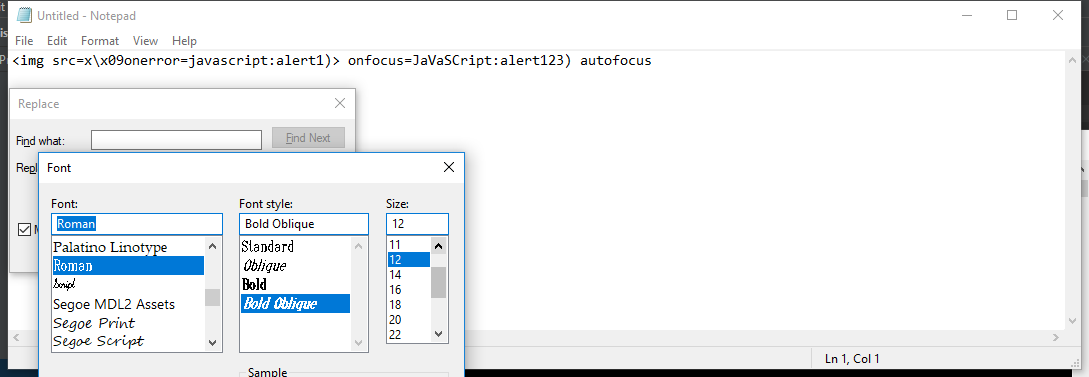 Untitled - Notepad
File Edit Format View Help
<img src=x\x09onerror=javascript:alert1)> onfocus=JaVaSCript:alert123) autofocus
Replace
Find what:
Find Next
Font
Font:
Font style:
Size:
Roman
Bold Oblique
12
Palatino Linotype
Roman
Script
Segoe MDL2 Assets
Segoe Print
Segoe Script
Standard
Oblique
Bold
Bold Oblique
11
12
14
16
18
20
22
Sample
Ln 1, Col 1